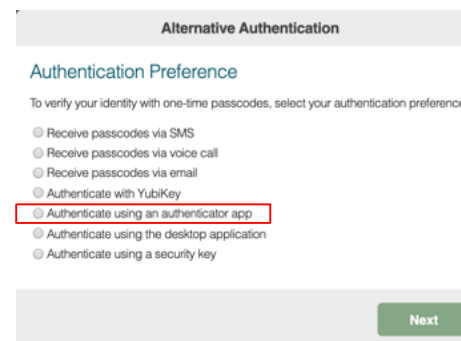 Alternative Authentication
Authentication Preference
To verify your identity with one-time passcodes, select your authentication preference
Receive passcodes via SMS
Receive passcodes via voice call
Receive passcodes via email
Authenticate with YubiKey
Authenticate using an authenticator app
Authenticate using the desktop application
Authenticate using a security key
Next